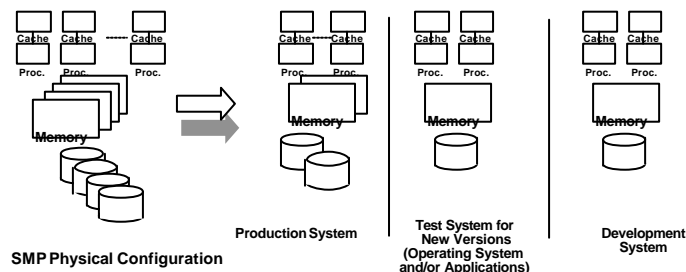 Cache Cache Cache
Proc. Proc. Proc.
Memory
SMP Physical Configuration
Cache Cache
Proc. Proc.
Memory
Production System
Cache Cache
Proc. Proc.
Memory
Test System for
New Versions
(Operating System
and/or Applications)
Cache Cache
Proc. Proc.
Memory
Development
System